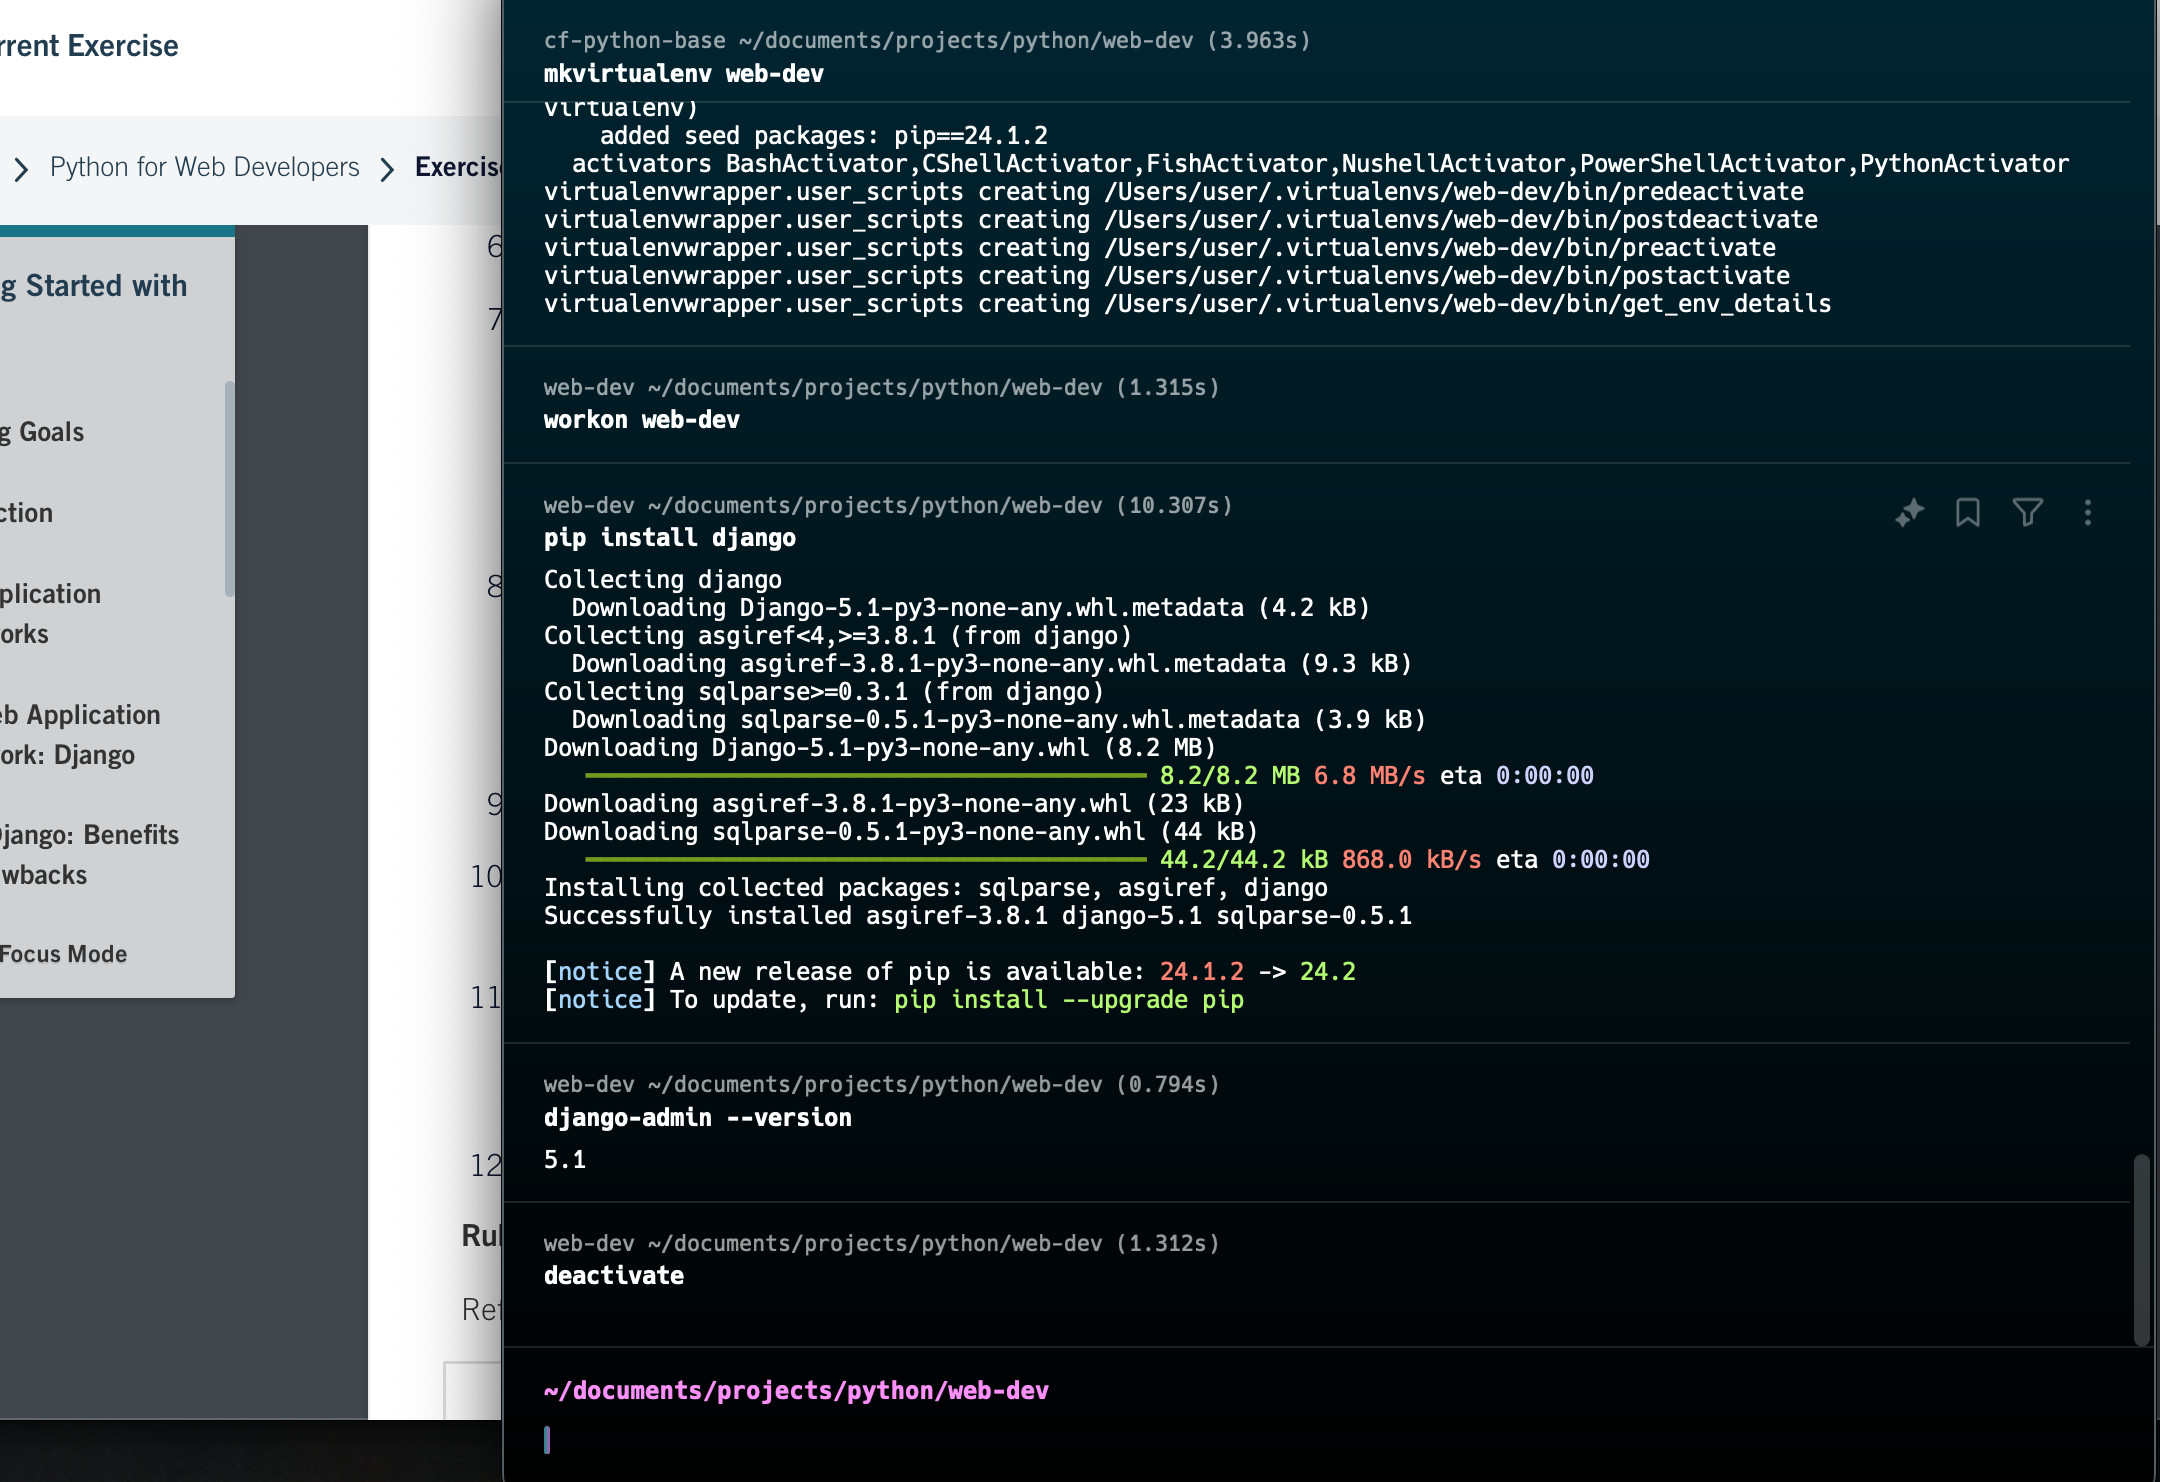 rrent Exercise
Python for Web Developers
Exercis
g Started with
g Goals
ction
plication
orks
eb Application
ork: Django
Django: Benefits
wbacks
Focus Mode
6
7
8
9
10
11
12
Rul
Ref
cf-python-base ~/documents/projects/python/web-dev (3.963s)
mkvirtualenv web-dev
virtualenv)
added seed packages: pip==24.1.2
activators BashActivator,CShellActivator,FishActivator,NushellActivator,PowerShellActivator,PythonActivator
virtualenvwrapper.user_scripts creating /Users/user/.virtualenvs/web-dev/bin/predeactivate
virtualenvwrapper.user_scripts creating /Users/user/.virtualenvs/web-dev/bin/postdeactivate
virtualenvwrapper.user_scripts creating /Users/user/.virtualenvs/web-dev/bin/preactivate
virtualenvwrapper.user_scripts creating /Users/user/.virtualenvs/web-dev/bin/postactivate
virtualenvwrapper.user_scripts creating /Users/user/.virtualenvs/web-dev/bin/get_env_details
web-dev ~/documents/projects/python/web-dev (1.315s)
workon web-dev
web-dev ~/documents/projects/python/web-dev (10.307s)
pip install django
Collecting django
Downloading Django-5.1-py3-none-any.whl.metadata (4.2 kB)
Collecting asgiref<4,>=3.8.1 (from django)
Downloading asgiref-3.8.1-py3-none-any.whl.metadata (9.3 kB)
Collecting sqlparse>=0.3.1 (from django)
Downloading sqlparse-0.5.1-py3-none-any.whl.metadata (3.9 kB)
Downloading Django-5.1-py3-none-any.whl (8.2 MB)
8.2/8.2 MB 6.8 MB/s eta 0:00:00
Downloading asgiref-3.8.1-py3-none-any.whl (23 kB)
Downloading sqlparse-0.5.1-py3-none-any.whl (44 kB)
44.2/44.2 kB 868.0 kB/s eta 0:00:00
Installing collected packages: sqlparse, asgiref, django
Successfully installed asgiref-3.8.1 django-5.1 sqlparse-0.5.1
[notice] A new release of pip is available: 24.1.2 -> 24.2
[notice] To update, run: pip install --upgrade pip
web-dev ~/documents/projects/python/web-dev (0.794s)
django-admin --version
5.1
web-dev ~/documents/projects/python/web-dev (1.312s)
deactivate
~/documents/projects/python/web-dev